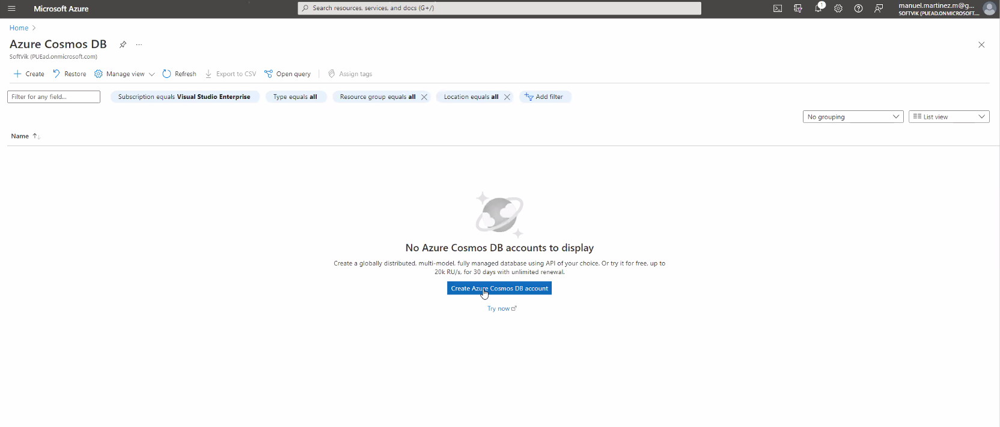 Microsoft Azure
Search resources, services, and docs (G+/)
1
manuel.martinez.m@g...
SOFTVIK (PUEAD.ONMICROSOFT....
Home
Azure Cosmos DB
...
SoftVik (PUEad.onmicrosoft.com)
Create Restore Manage view Refresh Export to CSV Open query Assign tags
Filter for any field...
Subscription equals Visual Studio Enterprise
Type equals all
Resource group equals all
Location equals all
Add filter
No grouping
List view
Name
No Azure Cosmos DB accounts to display
Create a globally distributed, multi-model, fully managed database using API of your choice. Or try it for free, up to
20k RU/s, for 30 days with unlimited renewal.
Create Azure Cosmos DB account
Try now